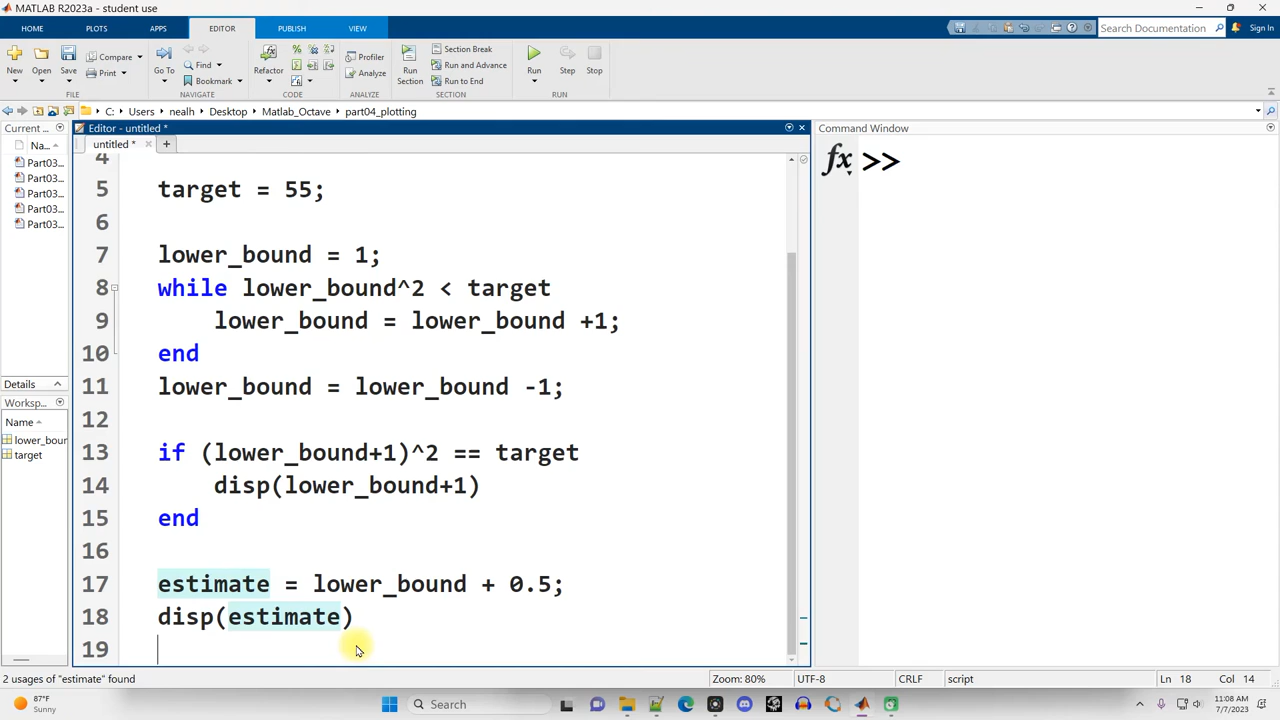 MATLAB R2023a - student use
HOME PLOTS APPS EDITOR PUBLISH VIEW Search Documentation Sign In
New Open Save Compare Print Go To Find Bookmark Refactor Profiler Analyze Run Section Section Break Run and Advance Run to End Run Step Stop
FILE NAVIGATE CODE ANALYZE SECTION RUN
C: Users nealh Desktop Matlab_Octave part04_plotting
Current ...
Na...
Part03...
Part03...
Part03...
Part03...
Part03...
Details
Worksp...
Name
lower_boun
target
Editor - untitled *
untitled * +
4
5 target = 55;
6
7 lower_bound = 1;
8 while lower_bound^2 < target
9 lower_bound = lower_bound +1;
10 end
11 lower_bound = lower_bound -1;
12
13 if (lower_bound+1)^2 == target
14 disp(lower_bound+1)
15 end
16
17 estimate = lower_bound + 0.5;
18 disp(estimate)
19
Command Window
fx >>
2 usages of "estimate" found Zoom: 80% UTF-8 CRLF script Ln 18 Col 14
87°F
Sunny
Search
11:08 AM
7/7/2023